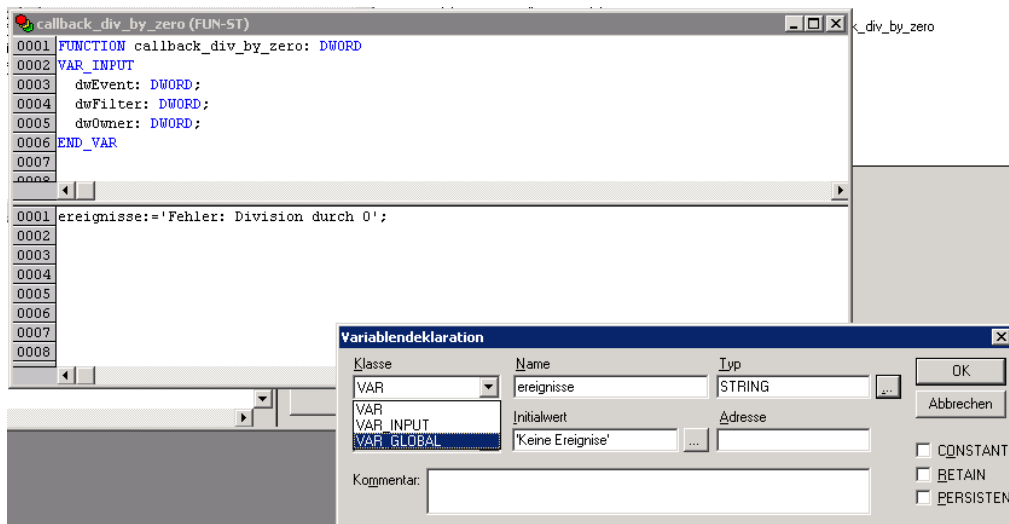 callback_div_by_zero (FUN-ST)
k_div_by_zero
0001 FUNCTION callback_div_by_zero: DWORD
0002 VAR_INPUT
0003 dwEvent: DWORD;
0004 dwFilter: DWORD;
0005 dwOwner: DWORD;
0006 END_VAR
0007
0008
0001 ereignisse:='Fehler: Division durch 0';
0002
0003
0004
0005
0006
0007
0008
Variablendeklaration
Klasse Name Typ
VAR ereignisse STRING ... OK
VAR
VAR_INPUT
VAR_GLOBAL
Initialwert Adresse Abbrechen
'Keine Ereignise' ...
Kommentar:
CONSTANT
RETAIN
PERSISTEN